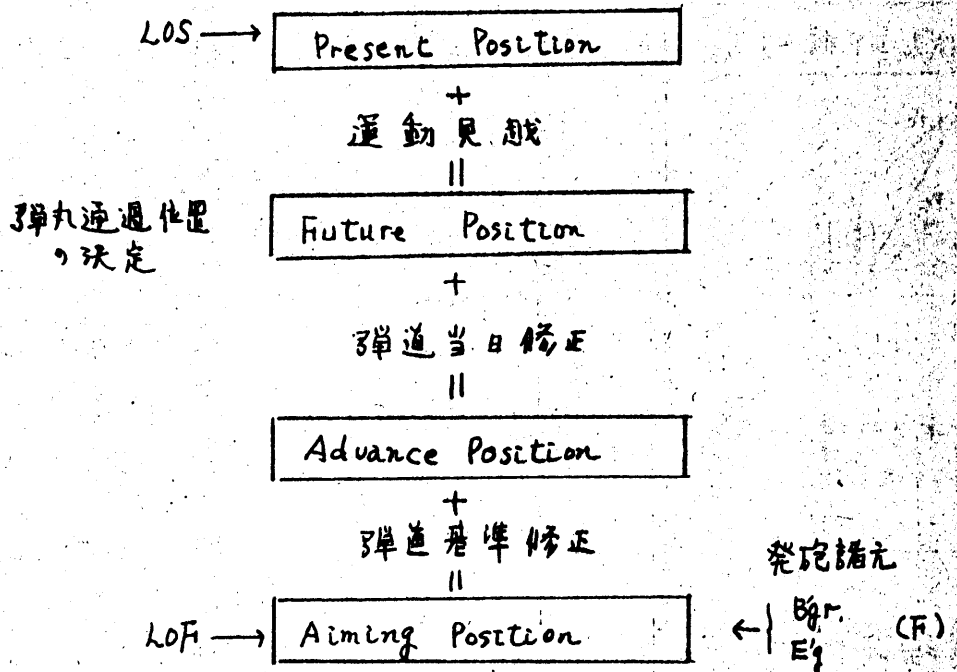 LOS → Present Position
+
運動見越
||
Future Position
弾丸通過位置
の決定
+
弾道当日修正
||
Advance Position
+
弾道基準修正
||
発砲諸元
LOF → Aiming Position
← { B'gr.
E'g
(F)